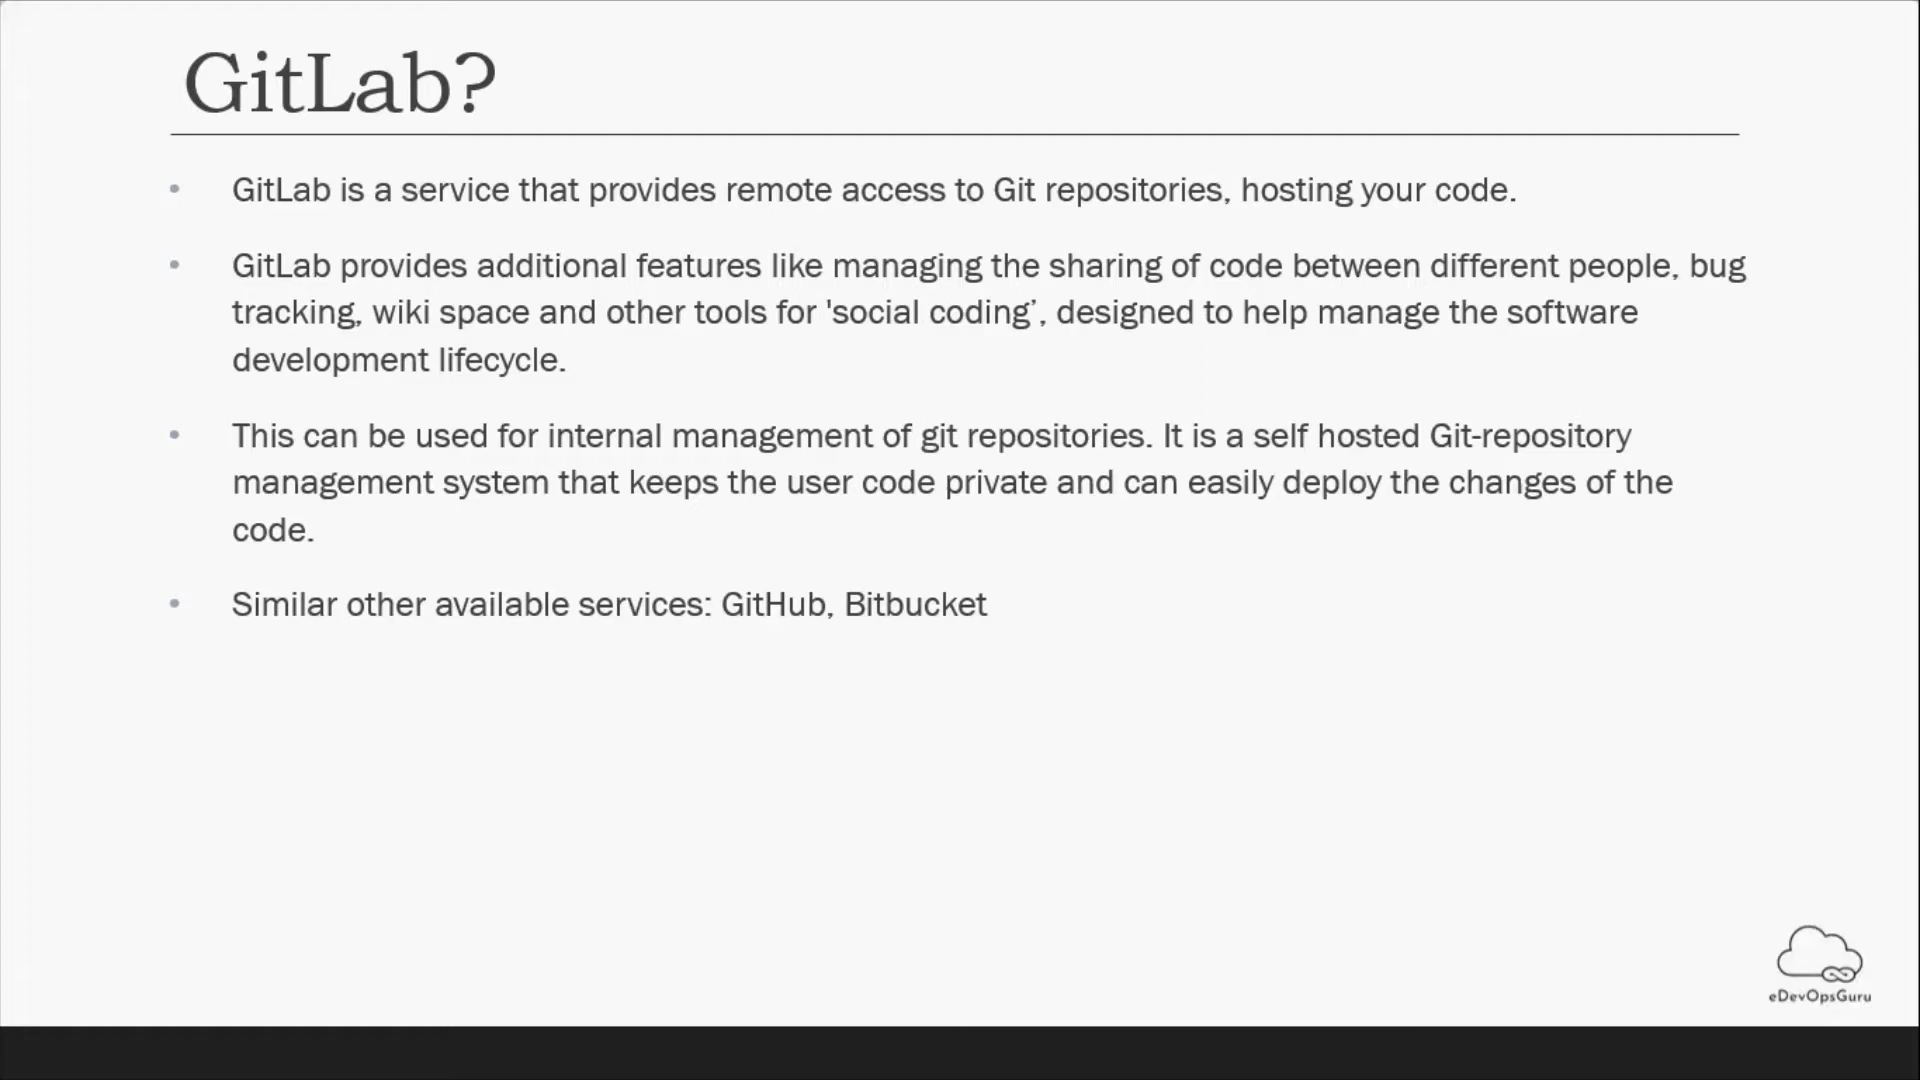 GitLab?
• GitLab is a service that provides remote access to Git repositories, hosting your code.
• GitLab provides additional features like managing the sharing of code between different people, bug
tracking, wiki space and other tools for 'social coding’, designed to help manage the software
development lifecycle.
• This can be used for internal management of git repositories. It is a self hosted Git-repository
management system that keeps the user code private and can easily deploy the changes of the
code.
• Similar other available services: GitHub, Bitbucket
eDevOpsGuru